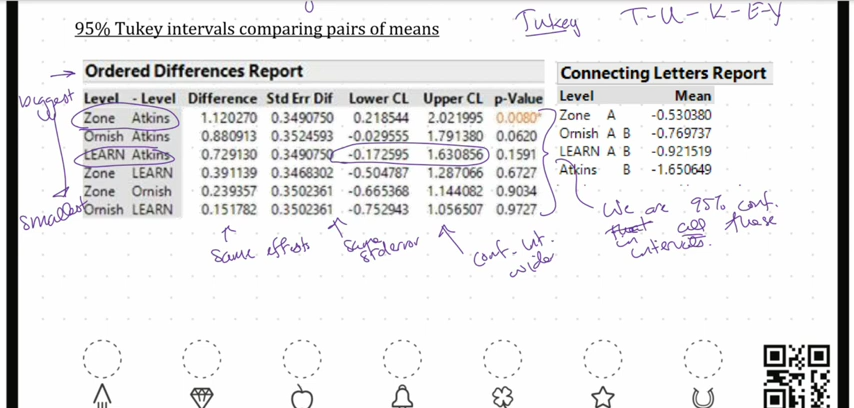 95% Tukey intervals comparing pairs of means
Tukey T-U-K-E-Y
Ordered Differences Report
Level - Level Difference Std Err Dif Lower CL Upper CL p-Value
Zone Atkins 1.120270 0.3490750 0.218544 2.021995 0.0080*
Ornish Atkins 0.880913 0.3524593 -0.029555 1.791380 0.0620
LEARN Atkins 0.729130 0.3490750 -0.172595 1.630856 0.1591
Zone LEARN 0.391139 0.3468302 -0.504787 1.287066 0.6727
Zone Ornish 0.239357 0.3502361 -0.665368 1.144082 0.9034
Ornish LEARN 0.151782 0.3502361 -0.752943 1.056507 0.9727
biggest
smallest
Connecting Letters Report
Level Mean
Zone A -0.530380
Ornish A B -0.769737
LEARN A B -0.921519
Atkins B -1.650649
same effects
same
std error
conf. int.
wide
We are 95% conf.
that all these
in
intervals.